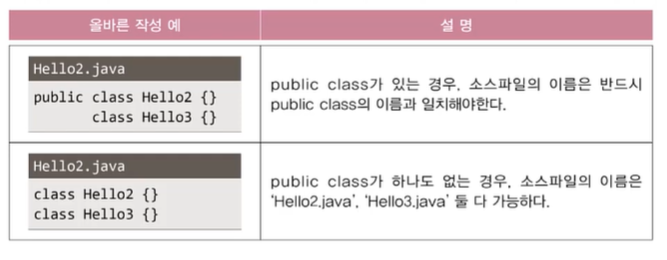 올바른 작성 예
설 명
Hello2.java
public class Hello2 {}
class Hello3 {}
public class가 있는 경우, 소스파일의 이름은 반드시
public class의 이름과 일치해야한다.
Hello2.java
class Hello2 {}
class Hello3 {}
public class가 하나도 없는 경우, 소스파일의 이름은
'Hello2.java', 'Hello3.java' 둘 다 가능하다.